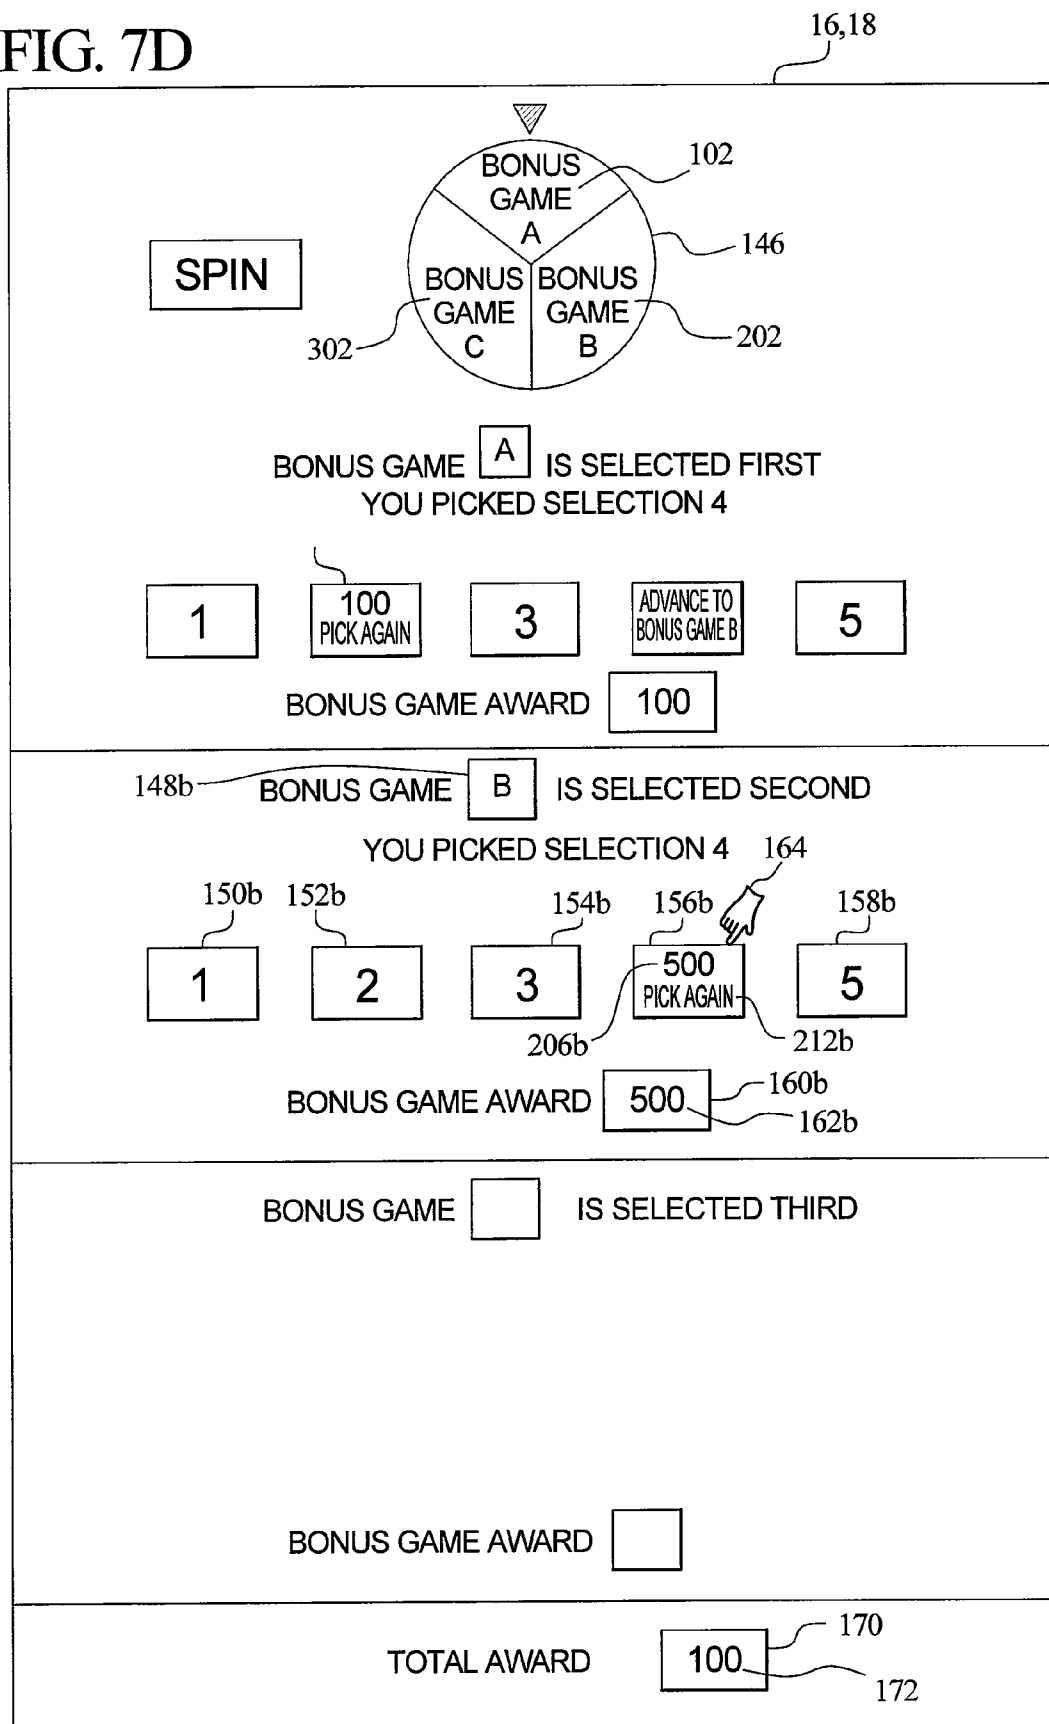 FIG. 7D
16,18
BONUS
GAME
A
102
146
SPIN
BONUS
GAME
C
BONUS
GAME
B
302
202
BONUS GAME A IS SELECTED FIRST
YOU PICKED SELECTION 4
1
100
PICK AGAIN
3
ADVANCE TO
BONUS GAME B
5
BONUS GAME AWARD 100
148b
BONUS GAME B IS SELECTED SECOND
YOU PICKED SELECTION 4
164
150b 152b 154b 156b 158b
1
2
3
500
PICK AGAIN
5
206b 212b
BONUS GAME AWARD 500
160b
162b
BONUS GAME IS SELECTED THIRD
BONUS GAME AWARD
TOTAL AWARD 100
170
172